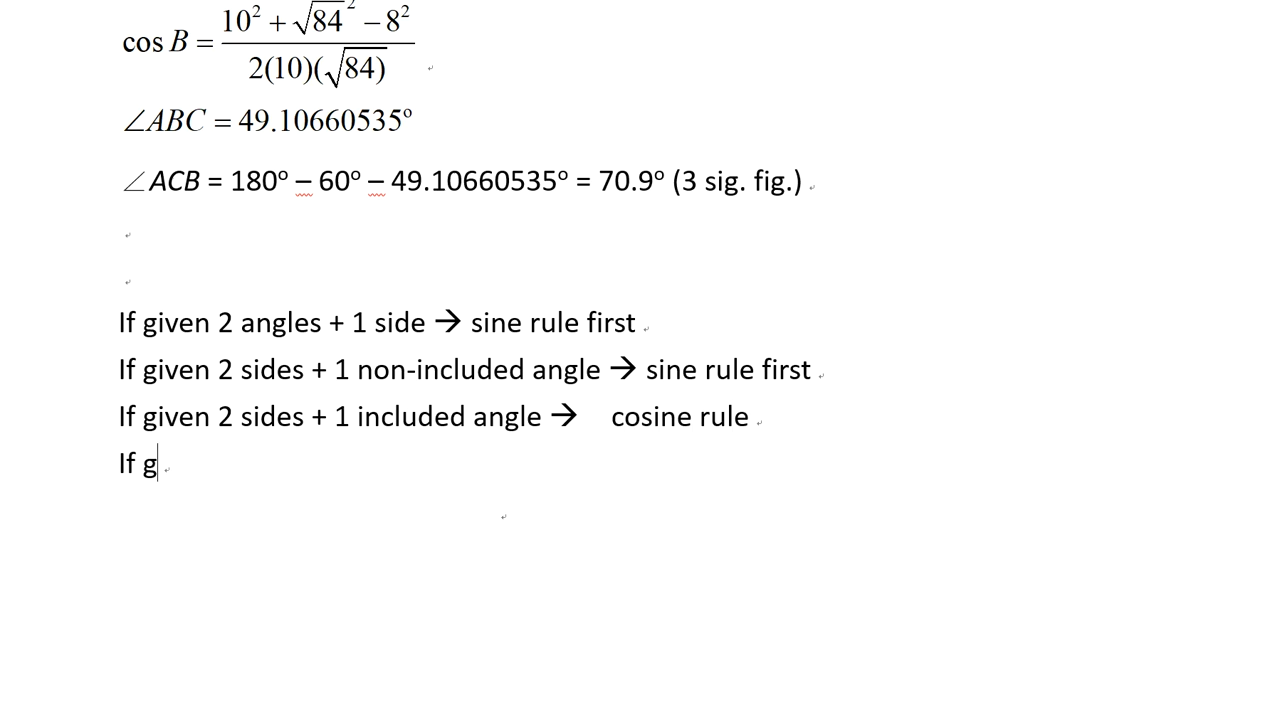 cos B = (10² + √84² − 8²) / (2(10)(√84))
∠ABC = 49.10660535°
∠ACB = 180° – 60° – 49.10660535° = 70.9° (3 sig. fig.)
If given 2 angles + 1 side → sine rule first
If given 2 sides + 1 non-included angle → sine rule first
If given 2 sides + 1 included angle → cosine rule
If g